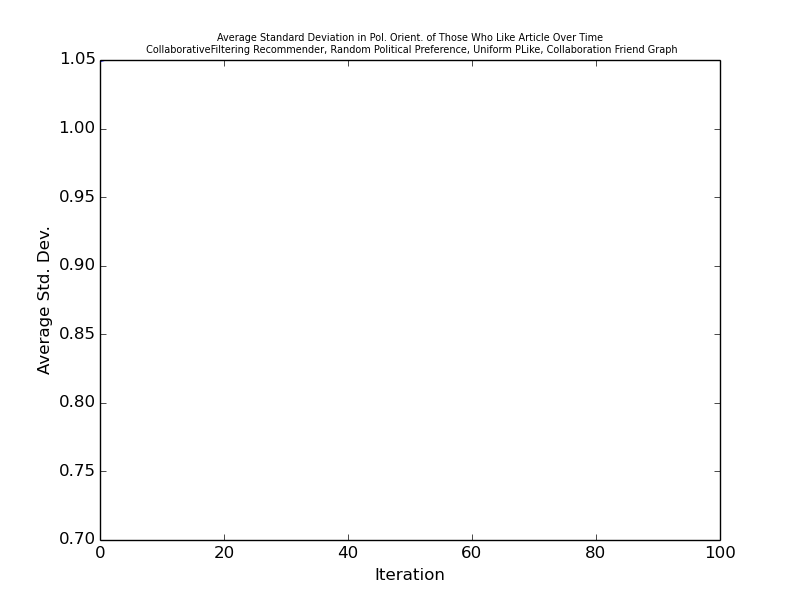 Average Standard Deviation in Pol. Orient. of Those Who Like Article Over Time
CollaborativeFiltering Recommender, Random Political Preference, Uniform PLike, Collaboration Friend Graph
1.05
1.00
0.95
0.90
0.85
0.80
0.75
0.70
Average Std. Dev.
0 20 40 60 80 100
Iteration